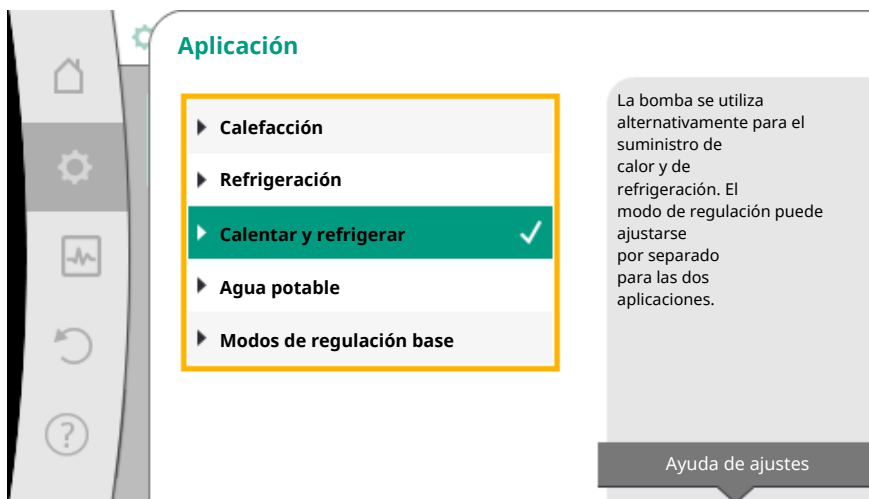 Aplicación
Calefacción
Refrigeración
Calentar y refrigerar
Agua potable
Modos de regulación base
La bomba se utiliza
alternativamente para el
suministro de
calor y de
refrigeración. El
modo de regulación puede
ajustarse
por separado
para las dos
aplicaciones.
Ayuda de ajustes
?